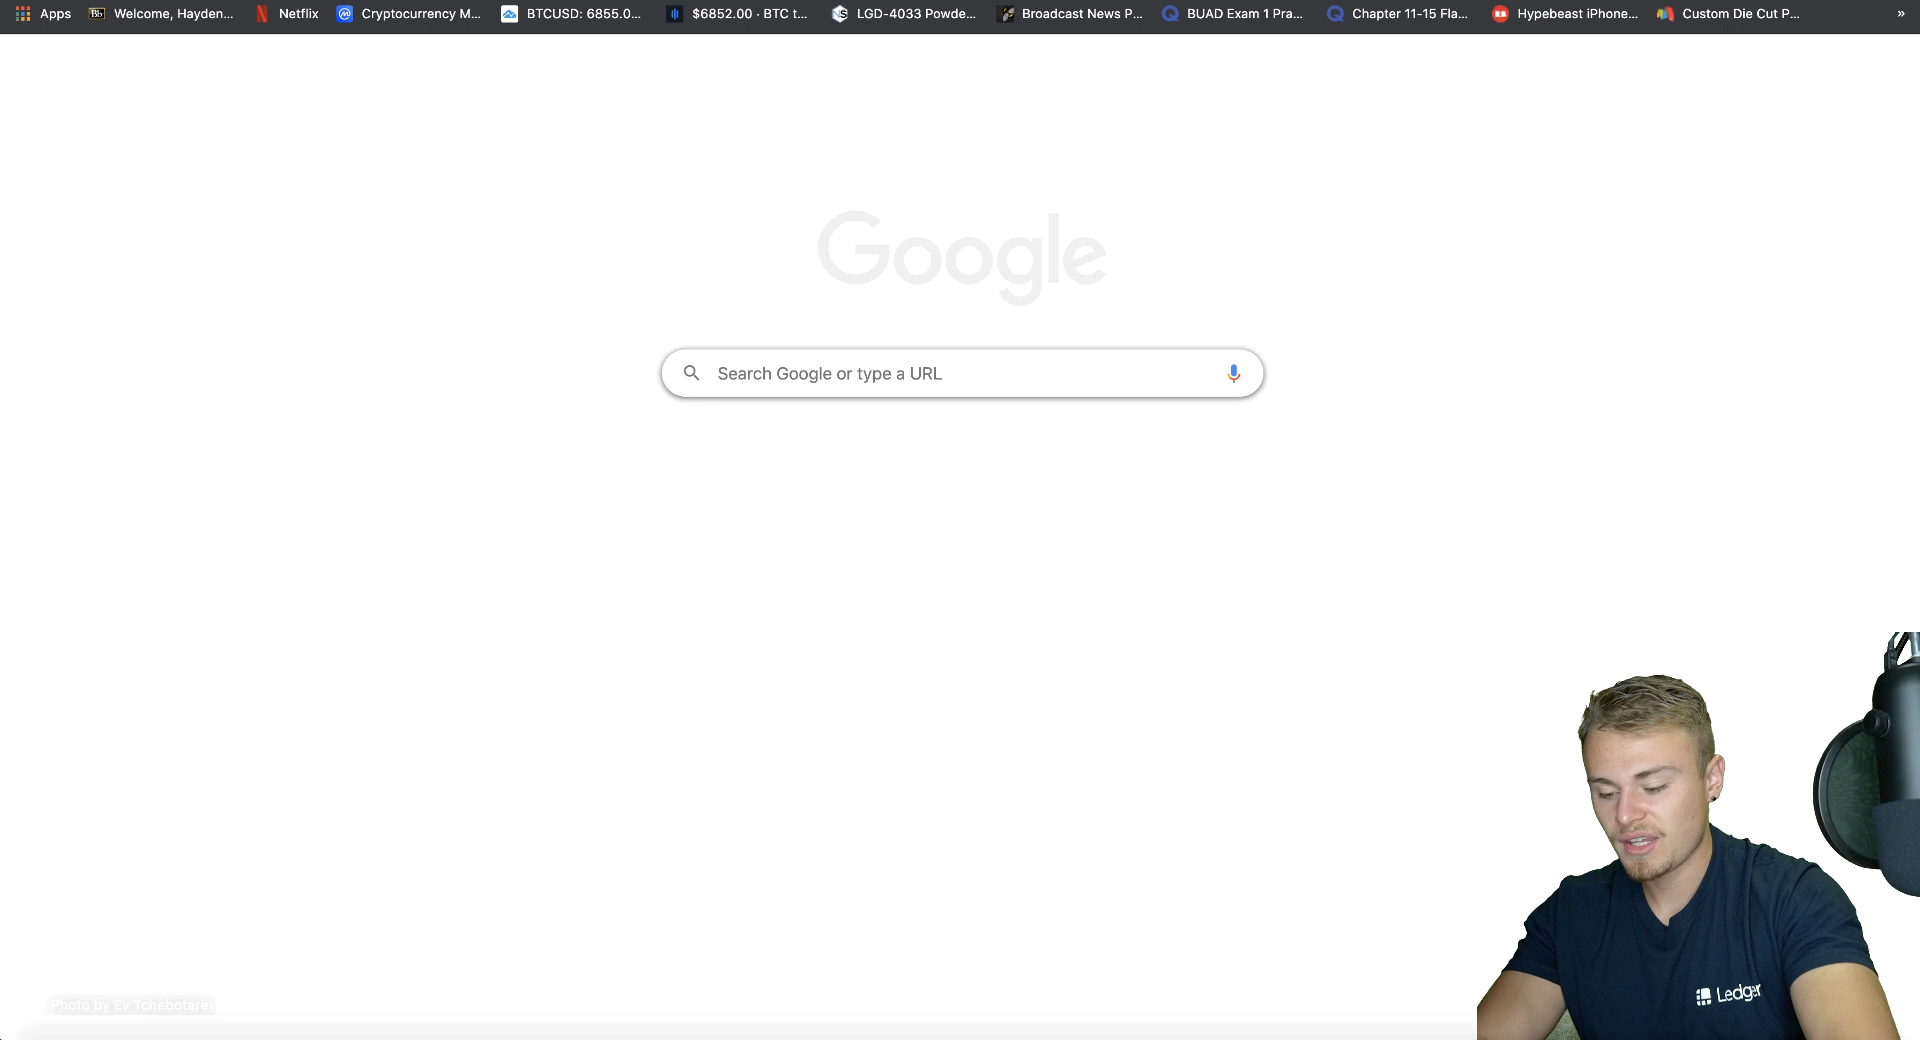 Apps Bb Welcome, Hayden... Netflix Cryptocurrency M... BTCUSD: 6855.0... $6852.00 · BTC t... LGD-4033 Powde... Broadcast News P... BUAD Exam 1 Pra... Chapter 11-15 Fla... Hypebeast iPhone... Custom Die Cut P... »
Google
Search Google or type a URL
Ledger
Photo by Ev Tchebotarev